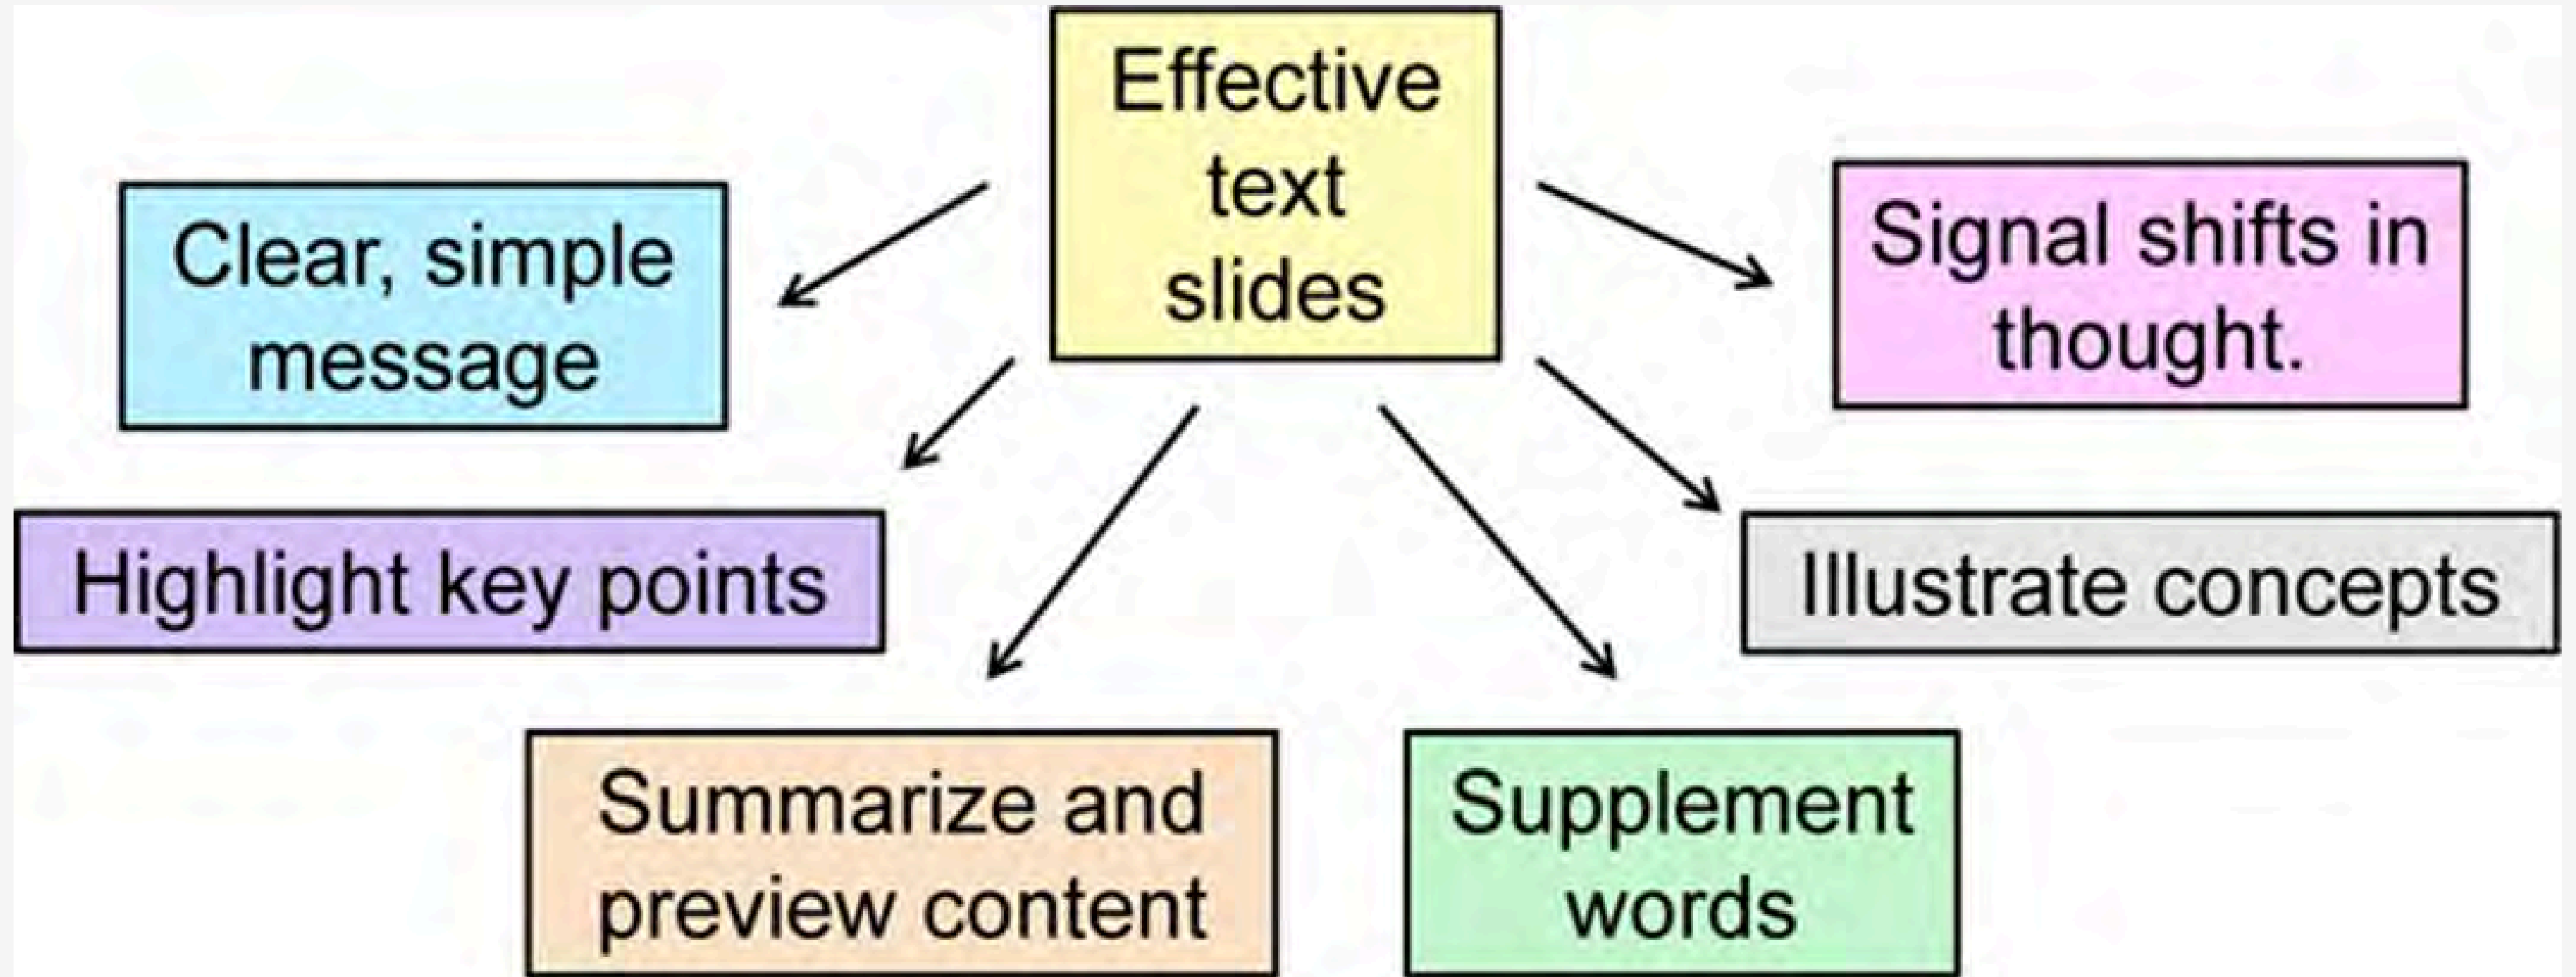 Effective
text
slides
Clear, simple
message
Signal shifts in
thought.
Highlight key points
Illustrate concepts
Summarize and
preview content
Supplement
words